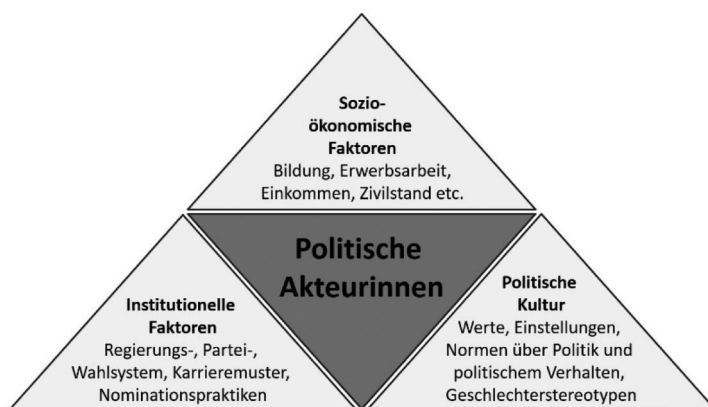 Sozio-
ökonomische
Faktoren
Bildung, Erwerbsarbeit,
Einkommen, Zivilstand etc.
Politische
Akteurinnen
Institutionelle
Faktoren
Regierungs-, Partei-,
Wahlsystem, Karrieremuster,
Nominationspraktiken
Politische
Kultur
Werte, Einstellungen,
Normen über Politik und
politischem Verhalten,
Geschlechterstereotypen